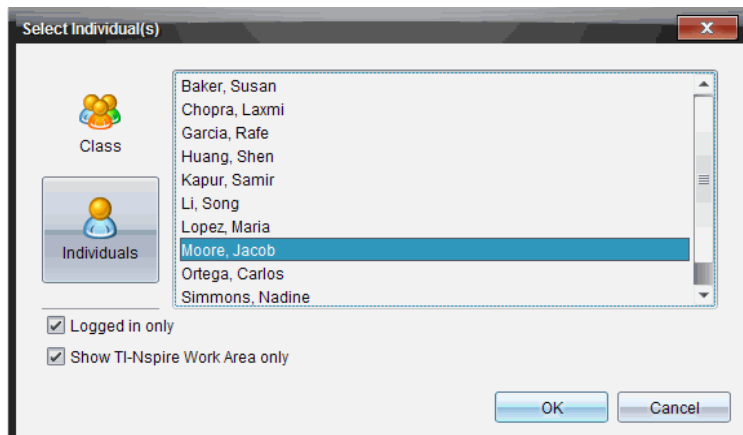 Select Individual(s)
Class
Individuals
Baker, Susan
Chopra, Laxmi
Garcia, Rafe
Huang, Shen
Kapur, Samir
Li, Song
Lopez, Maria
Moore, Jacob
Ortega, Carlos
Simmons, Nadine
Logged in only
Show TI-Nspire Work Area only
OK
Cancel